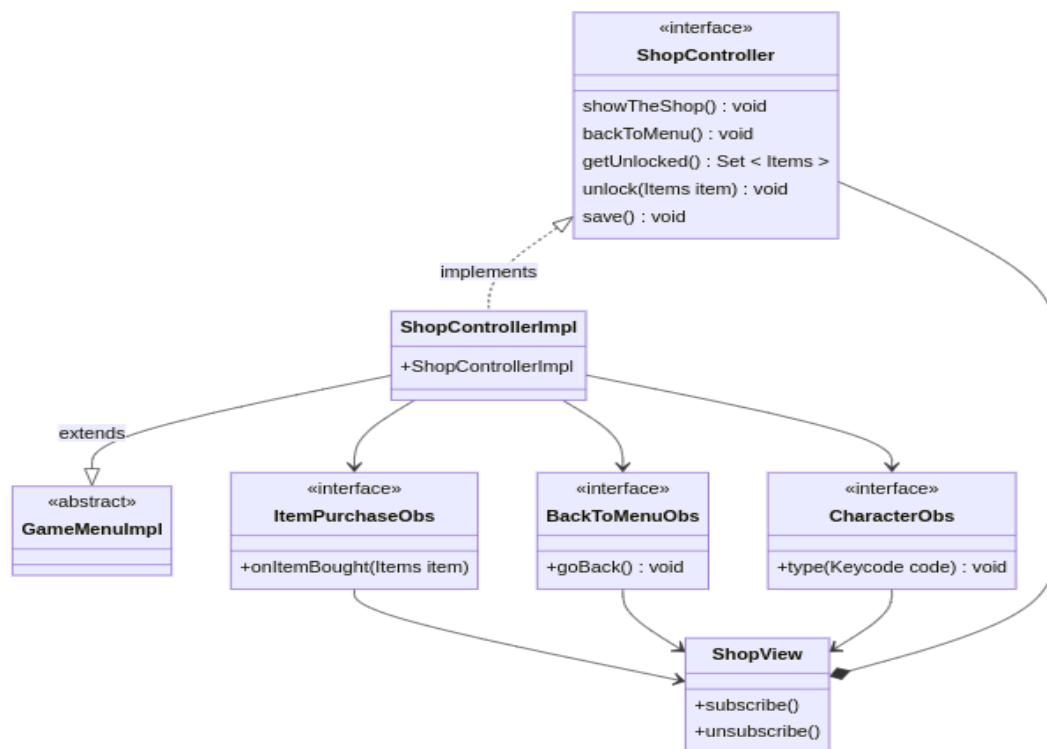 «interface»
ShopController
showTheShop() : void
backToMenu() : void
getUnlocked() : Set < Items >
unlock(Items item) : void
save() : void
implements
ShopControllerImpl
+ShopControllerImpl
extends
«abstract»
GameMenuImpl
«interface»
ItemPurchaseObs
+onItemBought(Items item)
«interface»
BackToMenuObs
+goBack() : void
«interface»
CharacterObs
+type(Keycode code) : void
ShopView
+subscribe()
+unsubscribe()